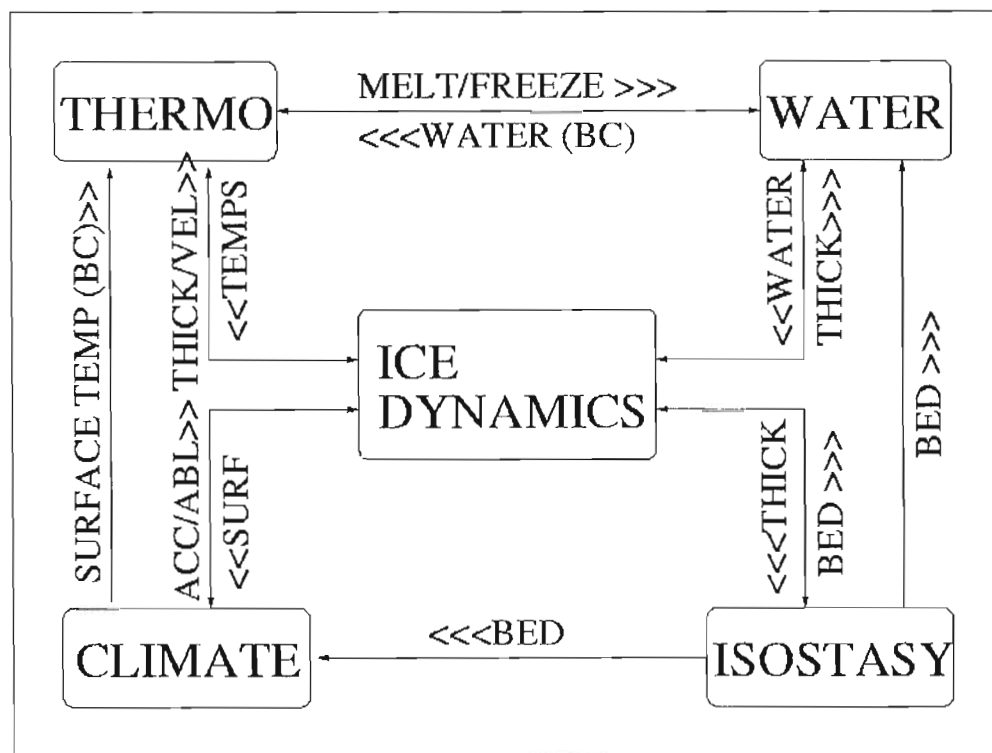 THERMO
MELT/FREEZE >>>
<<<WATER (BC)
WATER
SURFACE TEMP (BC)>>
THICK/VEL>>
<<TEMPS
<<WATER
THICK>>>
BED >>>
ICE
DYNAMICS
ACC/ABL>>
<<SURF
<<<THICK
BED >>>
CLIMATE
<<<BED
ISOSTASY